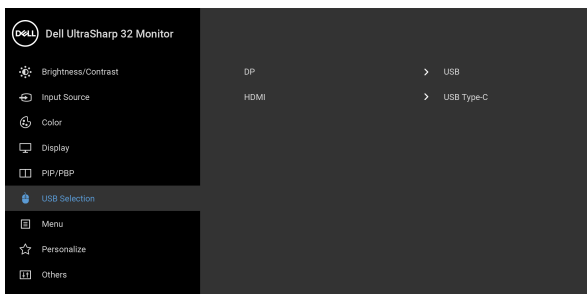 DELL Dell UltraSharp 32 Monitor
Brightness/Contrast DP USB
Input Source HDMI USB Type-C
Color
Display
PIP/PBP
USB Selection
Menu
Personalize
Others